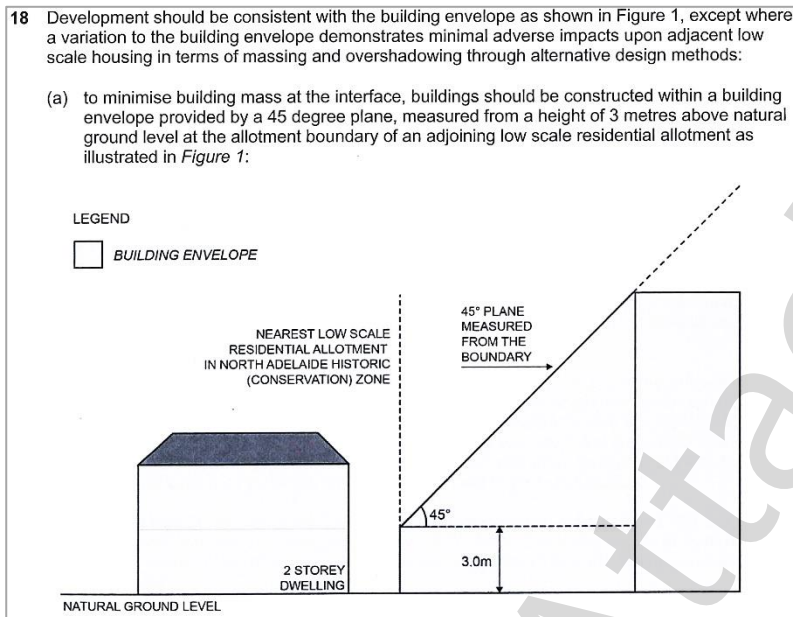 18 Development should be consistent with the building envelope as shown in Figure 1, except where
a variation to the building envelope demonstrates minimal adverse impacts upon adjacent low
scale housing in terms of massing and overshadowing through alternative design methods:
(a) to minimise building mass at the interface, buildings should be constructed within a building
envelope provided by a 45 degree plane, measured from a height of 3 metres above natural
ground level at the allotment boundary of an adjoining low scale residential allotment as
illustrated in Figure 1:
LEGEND
BUILDING ENVELOPE
NEAREST LOW SCALE
RESIDENTIAL ALLOTMENT
IN NORTH ADELAIDE HISTORIC
(CONSERVATION) ZONE
45° PLANE
MEASURED
FROM THE
BOUNDARY
45°
3.0m
2 STOREY
DWELLING
NATURAL GROUND LEVEL